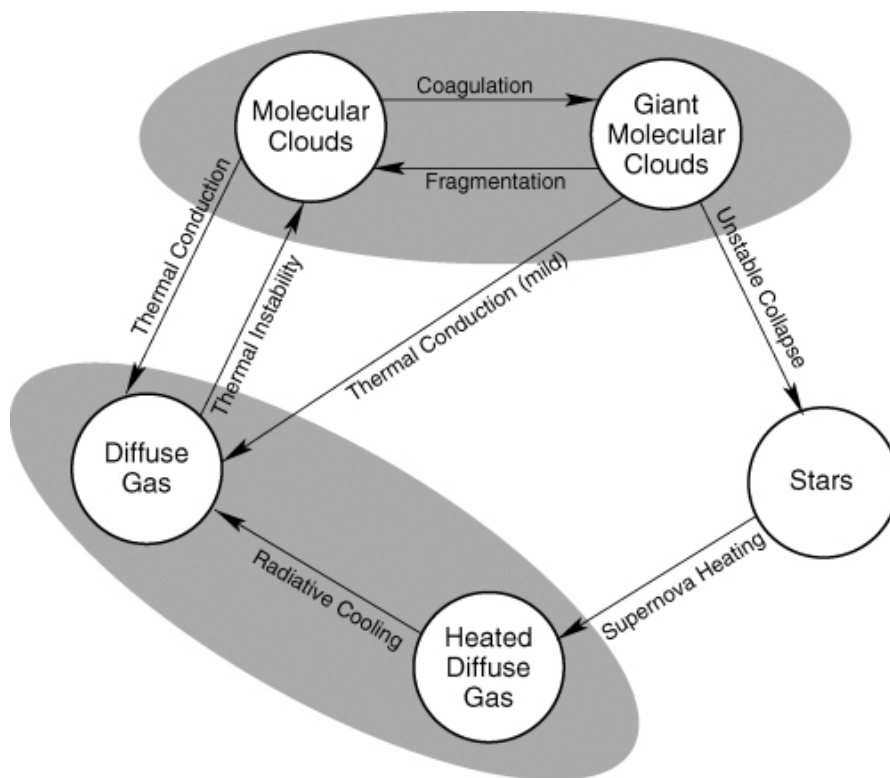 Molecular
Clouds
Coagulation
Giant
Molecular
Clouds
Fragmentation
Thermal Conduction
Thermal Instability
Thermal Conduction (mild)
Unstable Collapse
Diffuse
Gas
Stars
Radiative Cooling
Supernova Heating
Heated
Diffuse
Gas